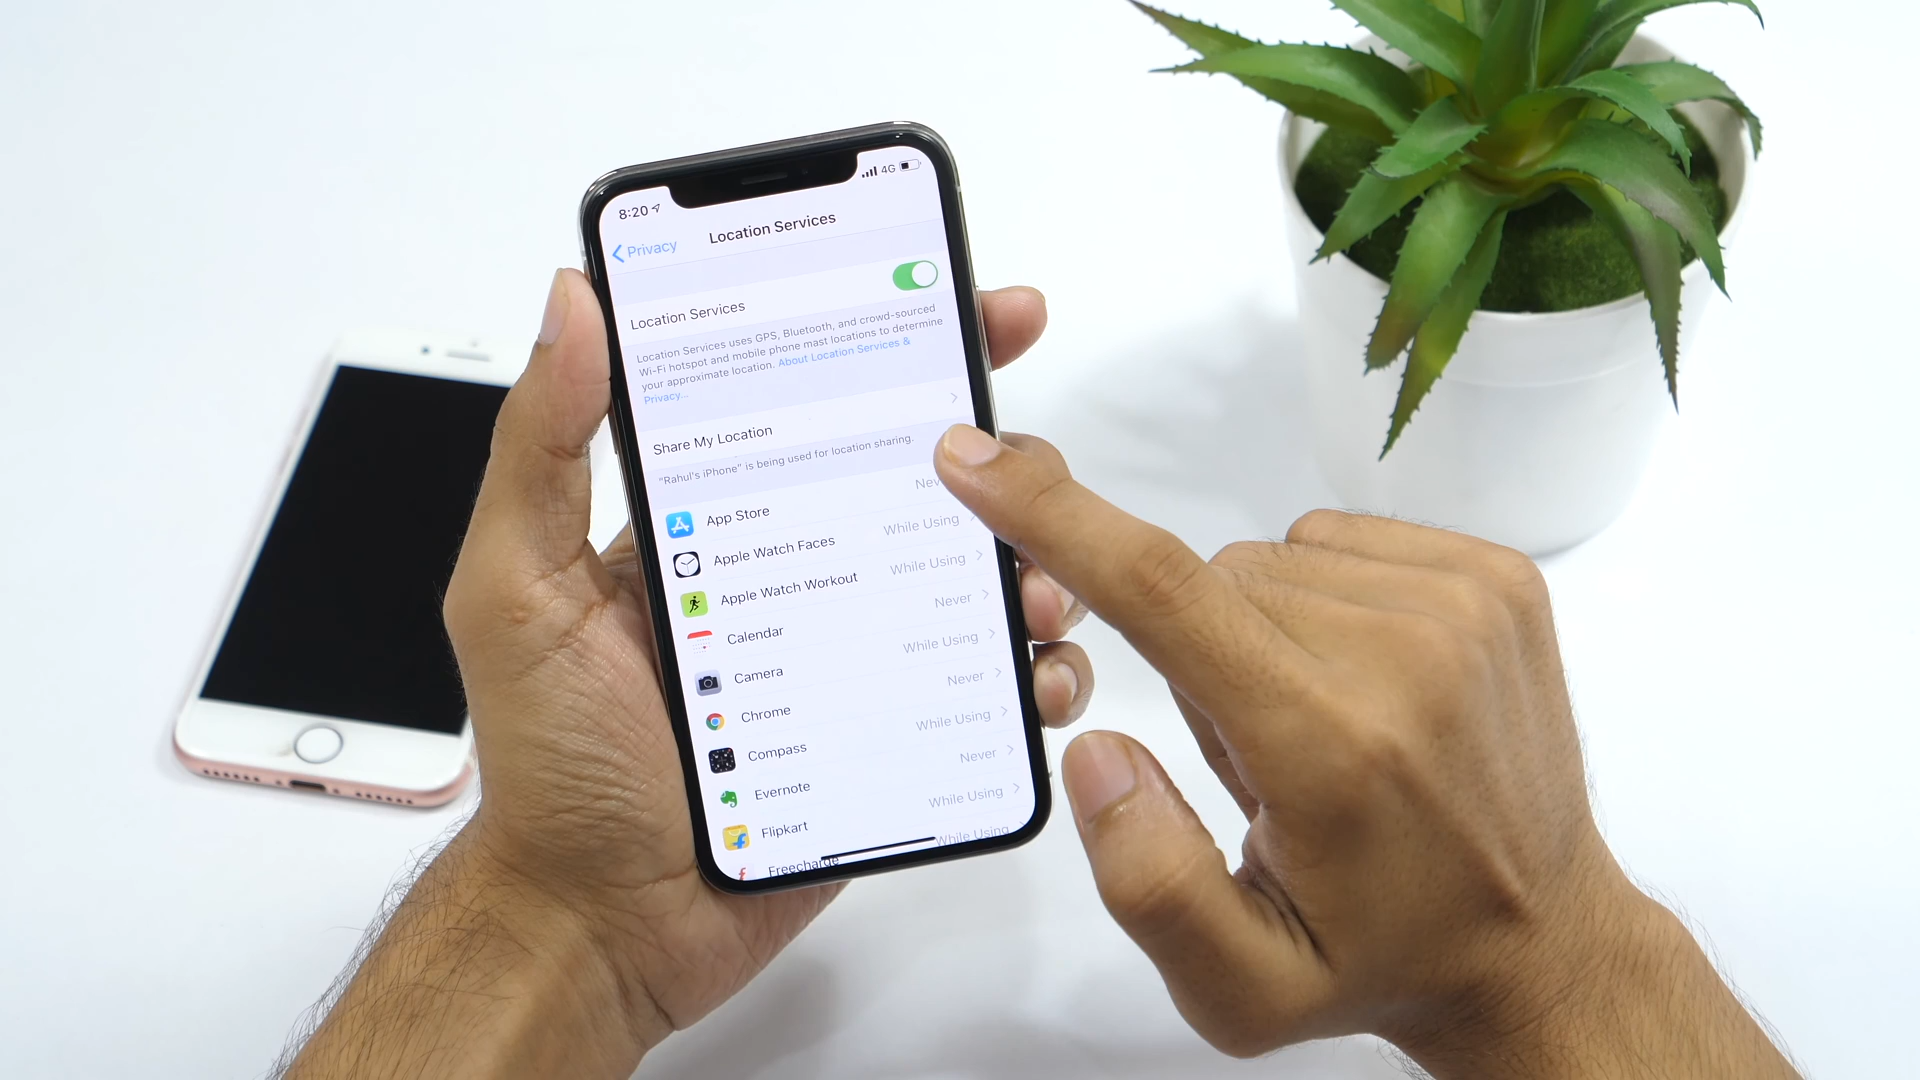 8:20
4G
Privacy
Location Services
Location Services
Location Services uses GPS, Bluetooth, and crowd-sourced
Wi-Fi hotspot and mobile phone mast locations to determine
your approximate location. About Location Services &
Privacy...
Share My Location
"Rahul's iPhone" is being used for location sharing.
App Store
Apple Watch Faces While Using
Apple Watch Workout While Using
Calendar Never
Camera While Using
Chrome Never
Compass While Using
Evernote Never
Flipkart While Using
Freecharge While Using